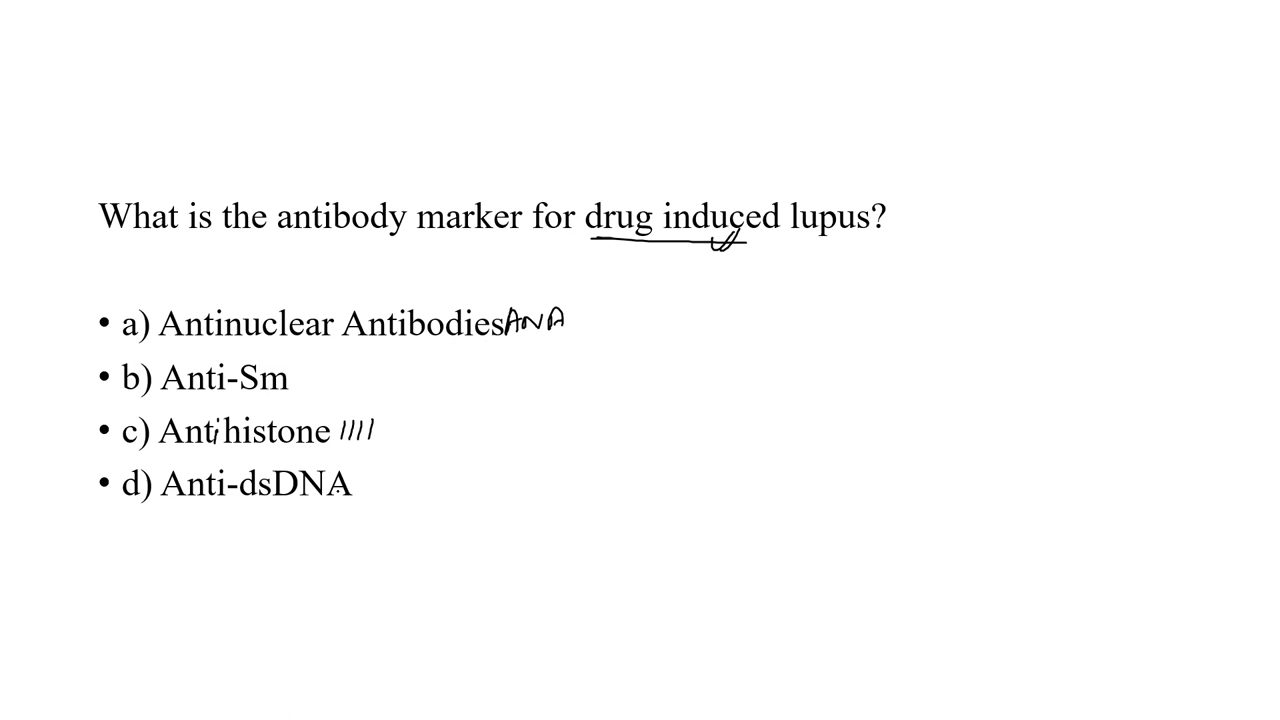 What is the antibody marker for drug induced lupus?
• a) Antinuclear Antibodies ANA
• b) Anti-Sm
• c) Antihistone ////
• d) Anti-dsDNA